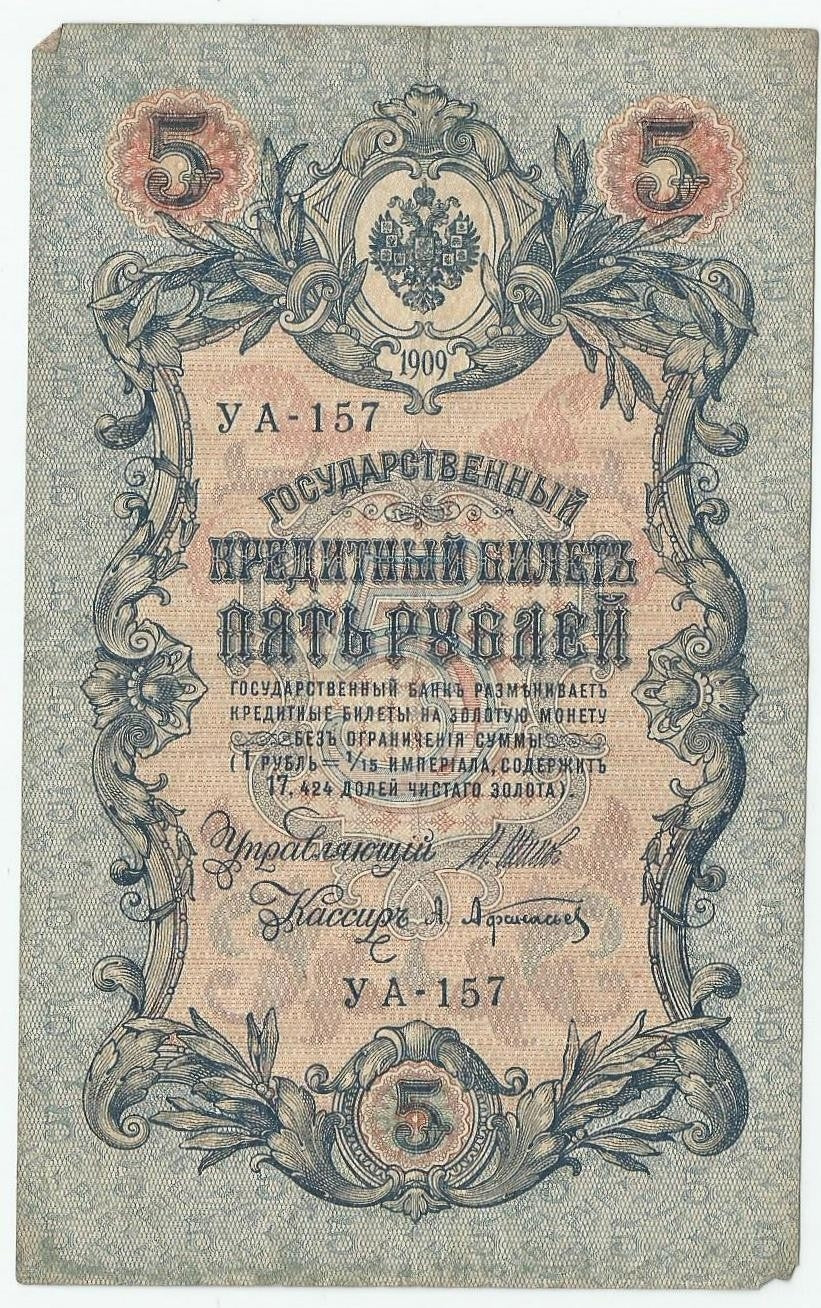 5 5
1909
УА-157
ГОСУДАРСТВЕННЫЙ
КРЕДИТНЫЙ БИЛЕТЪ
ПЯТЬ РУБЛЕЙ
ГОСУДАРСТВЕННЫЙ БАНКЪ РАЗМѢНИВАЕТЪ
КРЕДИТНЫЕ БИЛЕТЫ НА ЗОЛОТУЮ МОНЕТУ
БЕЗЪ ОГРАНИЧЕНІЯ СУММЫ
(1 РУБЛЬ = 1/15 ИМПЕРІАЛА, СОДЕРЖИТЪ
17,424 ДОЛЕЙ ЧИСТАГО ЗОЛОТА).
Управляющій
Кассиръ А. Афанасьев
УА-157
5